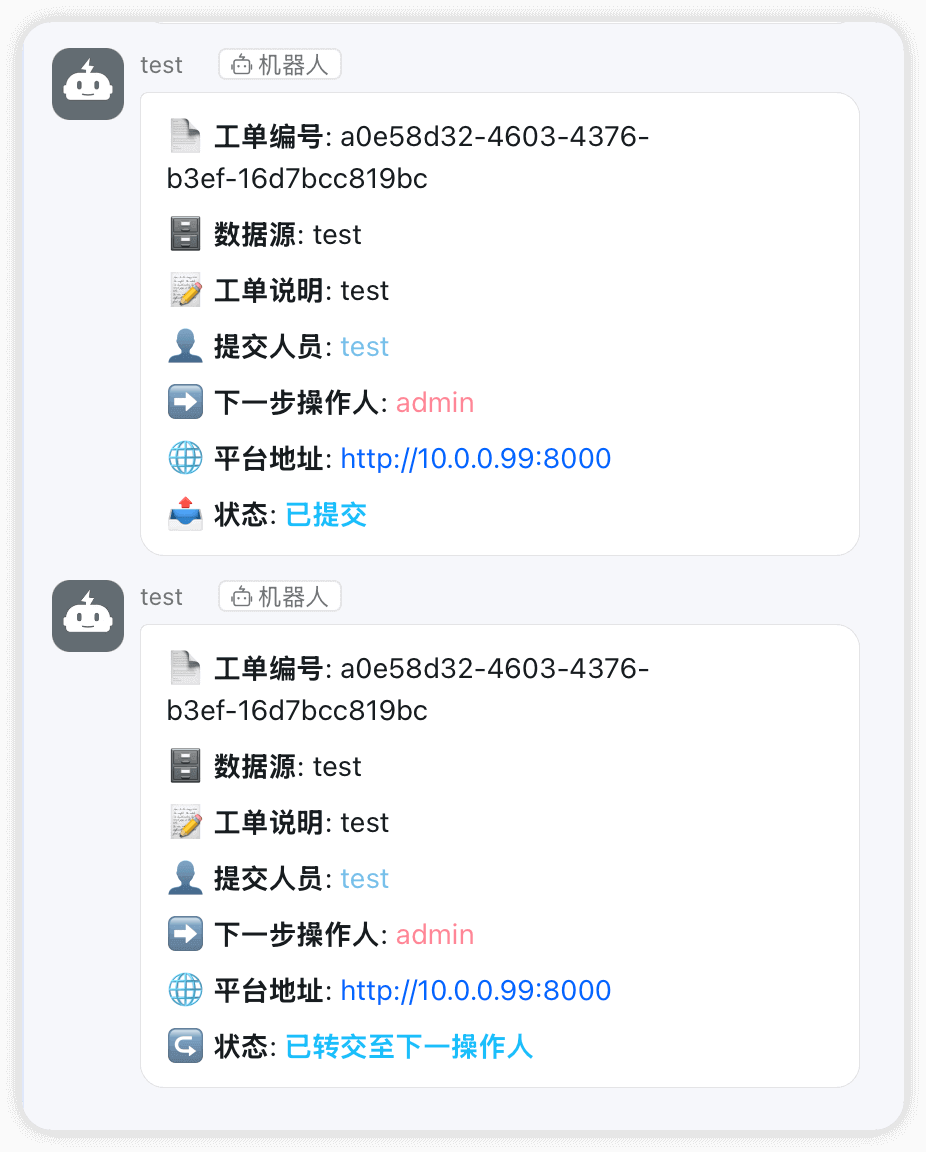 test 机器人
工单编号: a0e58d32-4603-4376-
b3ef-16d7bcc819bc
数据源: test
工单说明: test
提交人员: test
下一步操作人: admin
平台地址: http://10.0.0.99:8000
状态: 已提交
test 机器人
工单编号: a0e58d32-4603-4376-
b3ef-16d7bcc819bc
数据源: test
工单说明: test
提交人员: test
下一步操作人: admin
平台地址: http://10.0.0.99:8000
状态: 已转交至下一操作人